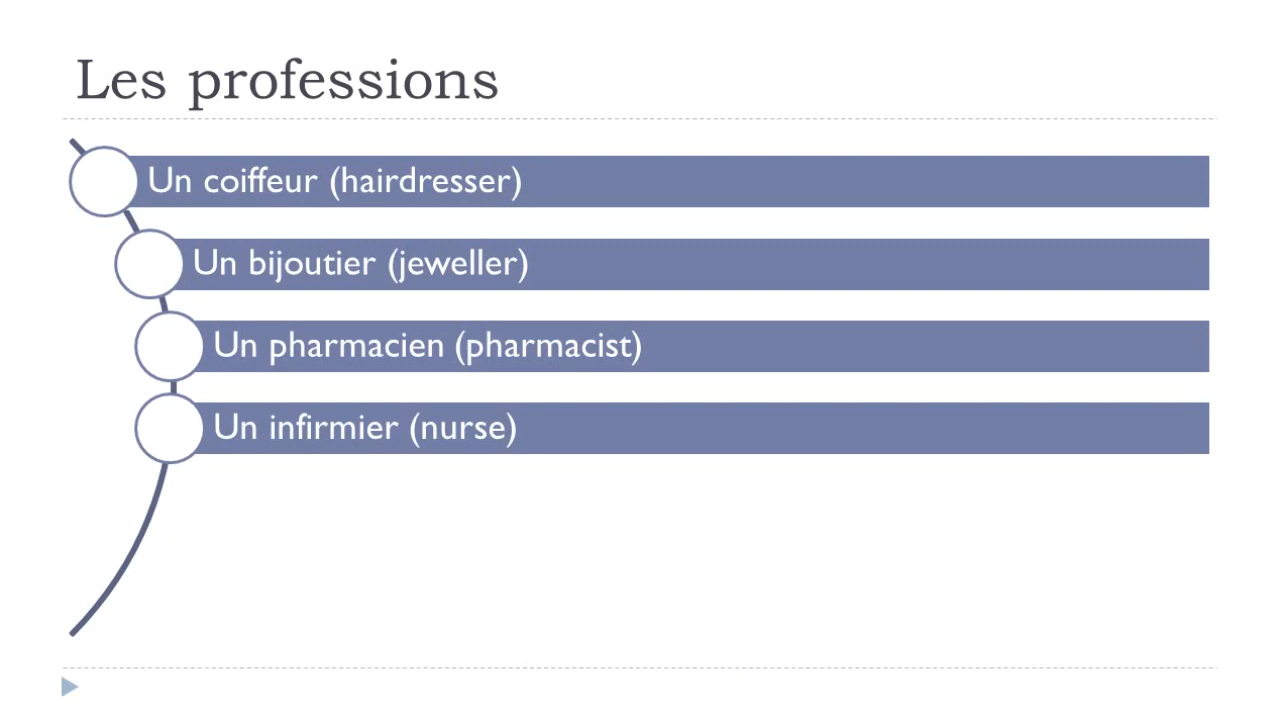 Les professions
Un coiffeur (hairdresser)
Un bijoutier (jeweller)
Un pharmacien (pharmacist)
Un infirmier (nurse)